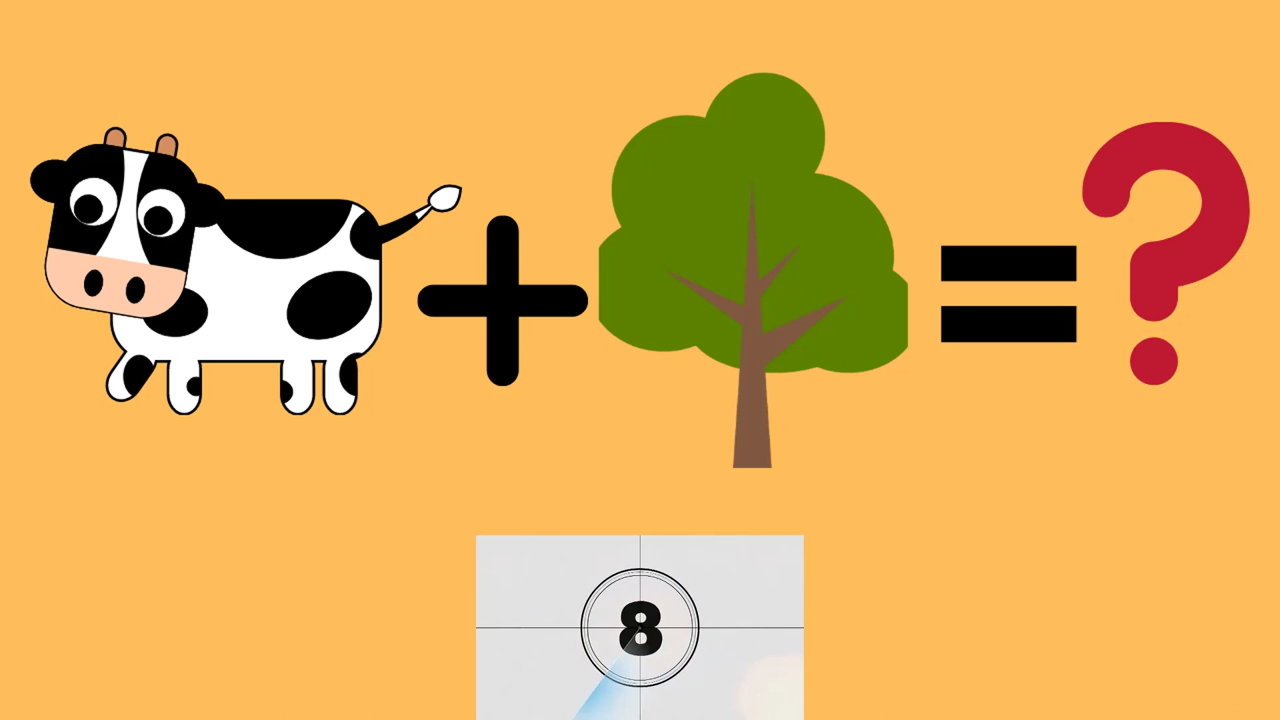 + = ?
8